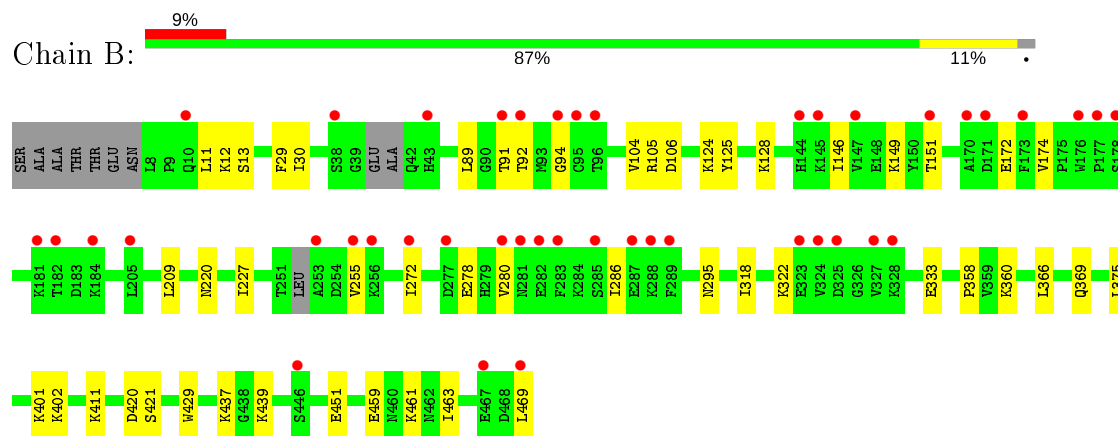 9%
Chain B:
87%
11%
SER ALA ALA THR THR GLU ASN L8 P9 Q10 L11 K12 S13 F29 I30 S38 G39 GLU ALA Q42 H43 L89 G90 T91 T92 M93 G94 C95 T96 V104 R105 D106 K124 Y125 K128 H144 K145 I146 V147 E148 K149 Y150 T151 A170 D171 E172 F173 V174 P175 W176 P177 S178
K181 T182 D183 K184 L205 L209 N220 I227 T251 LEU A253 D254 V255 K256 I272 D277 E278 H279 V280 N281 E282 F283 K284 S285 I286 E287 K288 F289 N295 I318 K322 E323 V324 D325 G326 V327 K328 E333 P358 V359 K360 L366 Q369
K401 K402 K411 D420 S421 W429 K437 G438 K439 S446 E451 E459 N460 K461 N462 I463 E467 D468 L469